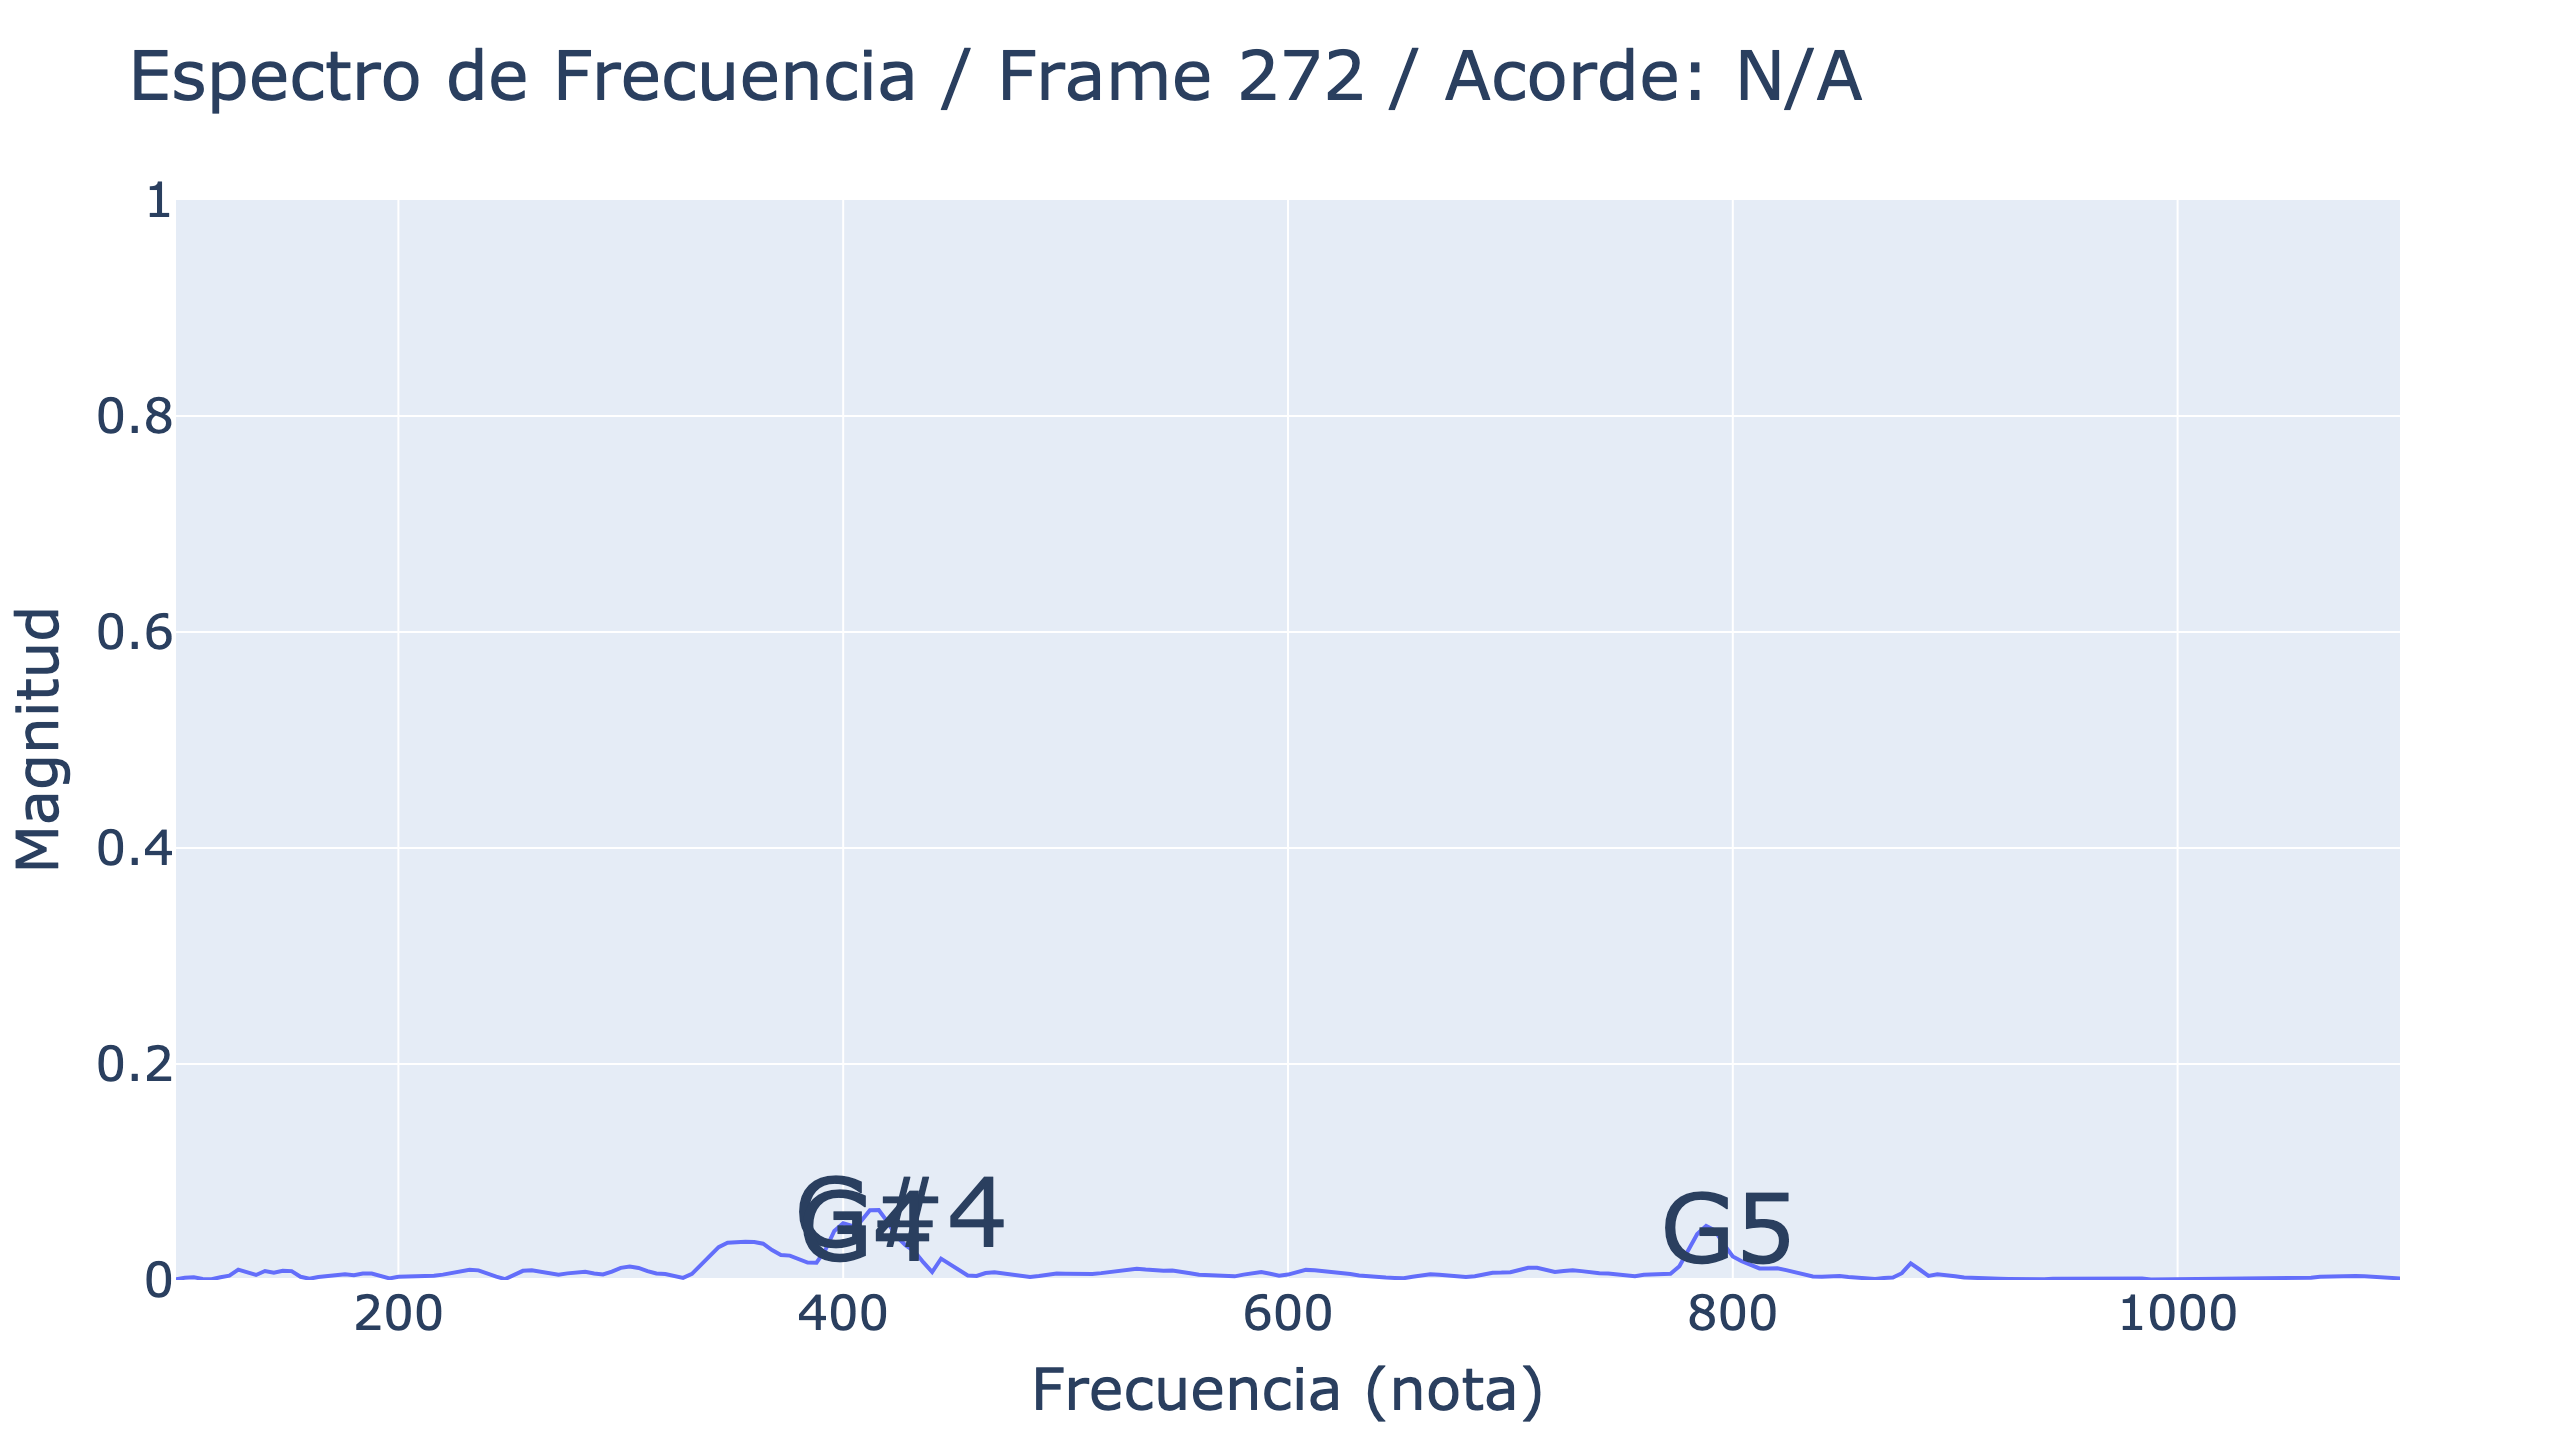 Espectro de Frecuencia / Frame 272 / Acorde: N/A
1
0.8
0.6
0.4
0.2
0
Magnitud
G#4
G4
G5
200 400 600 800 1000
Frecuencia (nota)